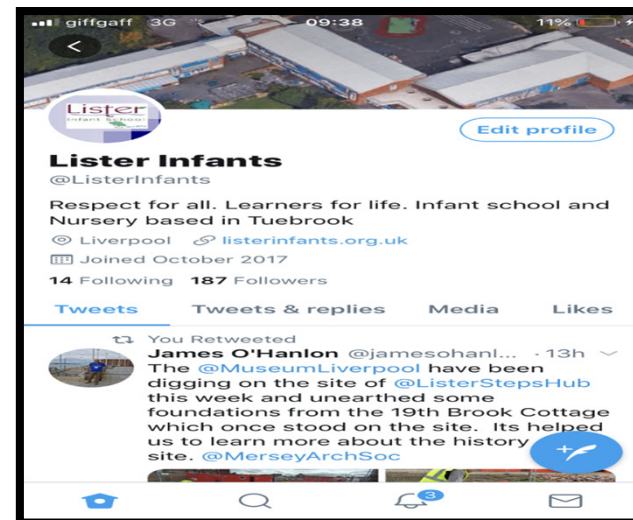 giffgaff 3G 09:38 11%
Lister
Infant School
Edit profile
Lister Infants
@ListerInfants
Respect for all. Learners for life. Infant school and
Nursery based in Tuebrook
Liverpool listerinfants.org.uk
Joined October 2017
14 Following 187 Followers
Tweets Tweets & replies Media Likes
You Retweeted
James O'Hanlon @jamesohanl... · 13h
The @MuseumLiverpool have been
digging on the site of @ListerStepsHub
this week and unearthed some
foundations from the 19th Brook Cottage
which once stood on the site. Its helped
us to learn more about the history
site. @MerseyArchSoc
3